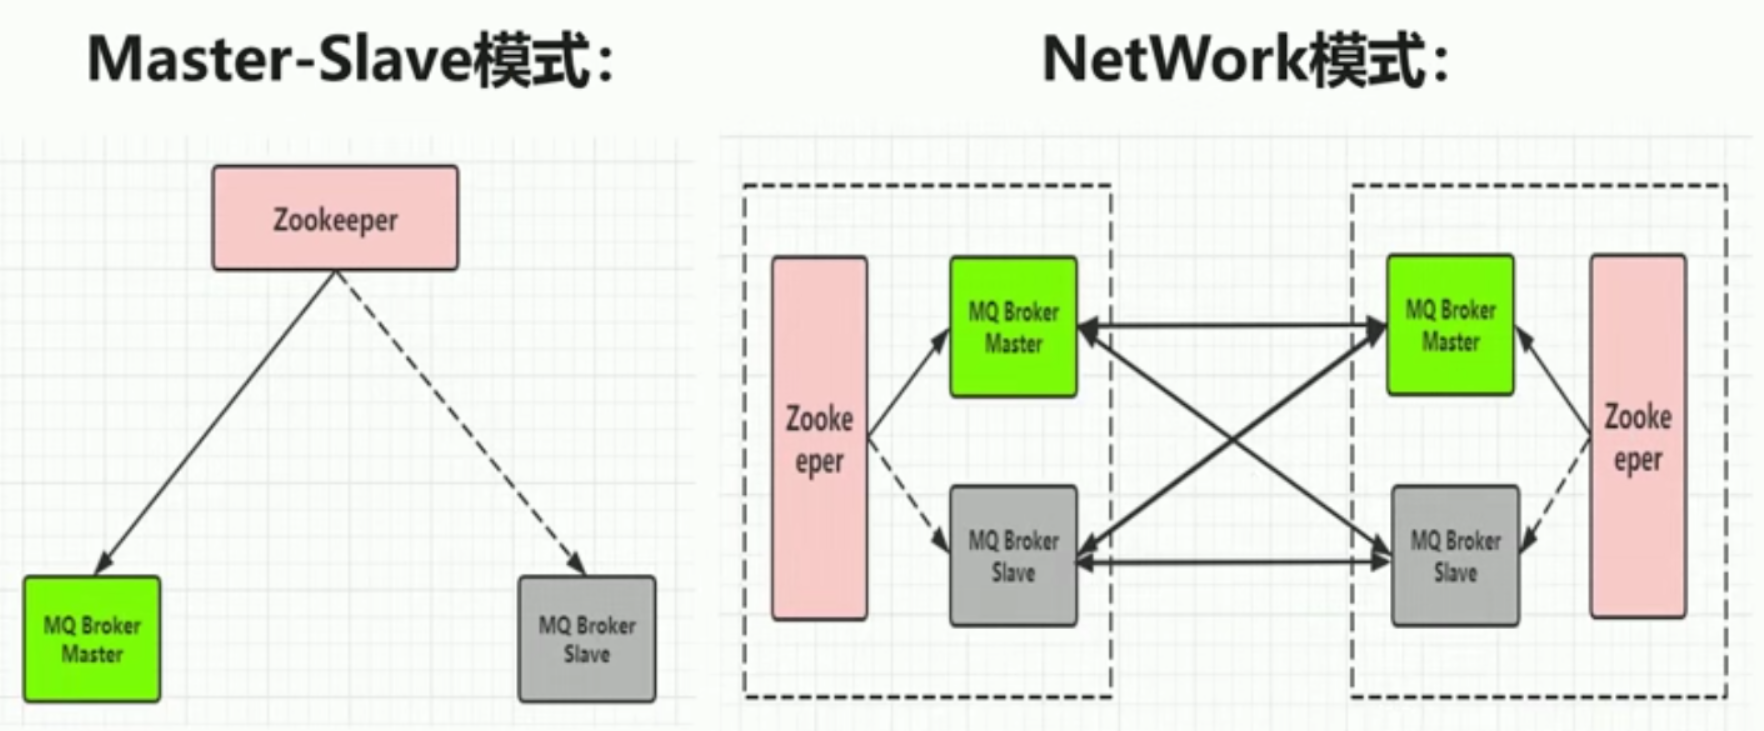 Master-Slave模式：
NetWork模式：
Zookeeper
MQ Broker
Master
MQ Broker
Slave
Zooke
eper
MQ Broker
Master
MQ Broker
Slave
MQ Broker
Master
MQ Broker
Slave
Zooke
eper